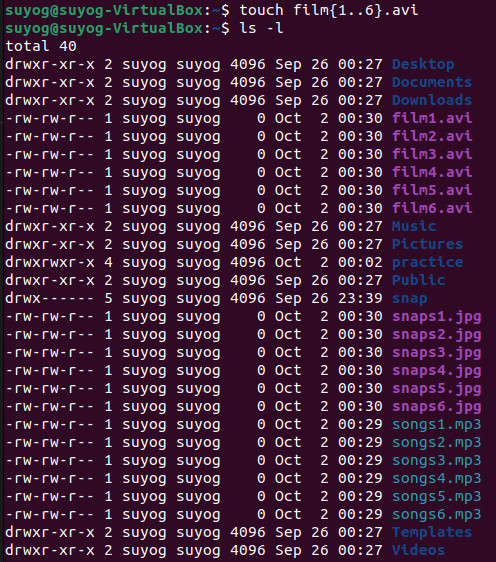 suyog@suyog-VirtualBox:~$ touch film{1..6}.avi
suyog@suyog-VirtualBox:~$ ls -l
total 40
drwxr-xr-x 2 suyog suyog 4096 Sep 26 00:27 Desktop
drwxr-xr-x 2 suyog suyog 4096 Sep 26 00:27 Documents
drwxr-xr-x 2 suyog suyog 4096 Sep 26 00:27 Downloads
-rw-rw-r-- 1 suyog suyog    0 Oct  2 00:30 film1.avi
-rw-rw-r-- 1 suyog suyog    0 Oct  2 00:30 film2.avi
-rw-rw-r-- 1 suyog suyog    0 Oct  2 00:30 film3.avi
-rw-rw-r-- 1 suyog suyog    0 Oct  2 00:30 film4.avi
-rw-rw-r-- 1 suyog suyog    0 Oct  2 00:30 film5.avi
-rw-rw-r-- 1 suyog suyog    0 Oct  2 00:30 film6.avi
drwxr-xr-x 2 suyog suyog 4096 Sep 26 00:27 Music
drwxr-xr-x 2 suyog suyog 4096 Sep 26 00:27 Pictures
drwxrwxr-x 4 suyog suyog 4096 Oct  2 00:02 practice
drwxr-xr-x 2 suyog suyog 4096 Sep 26 00:27 Public
drwx------ 5 suyog suyog 4096 Sep 26 23:39 snap
-rw-rw-r-- 1 suyog suyog    0 Oct  2 00:30 snaps1.jpg
-rw-rw-r-- 1 suyog suyog    0 Oct  2 00:30 snaps2.jpg
-rw-rw-r-- 1 suyog suyog    0 Oct  2 00:30 snaps3.jpg
-rw-rw-r-- 1 suyog suyog    0 Oct  2 00:30 snaps4.jpg
-rw-rw-r-- 1 suyog suyog    0 Oct  2 00:30 snaps5.jpg
-rw-rw-r-- 1 suyog suyog    0 Oct  2 00:30 snaps6.jpg
-rw-rw-r-- 1 suyog suyog    0 Oct  2 00:29 songs1.mp3
-rw-rw-r-- 1 suyog suyog    0 Oct  2 00:29 songs2.mp3
-rw-rw-r-- 1 suyog suyog    0 Oct  2 00:29 songs3.mp3
-rw-rw-r-- 1 suyog suyog    0 Oct  2 00:29 songs4.mp3
-rw-rw-r-- 1 suyog suyog    0 Oct  2 00:29 songs5.mp3
-rw-rw-r-- 1 suyog suyog    0 Oct  2 00:29 songs6.mp3
drwxr-xr-x 2 suyog suyog 4096 Sep 26 00:27 Templates
drwxr-xr-x 2 suyog suyog 4096 Sep 26 00:27 Videos